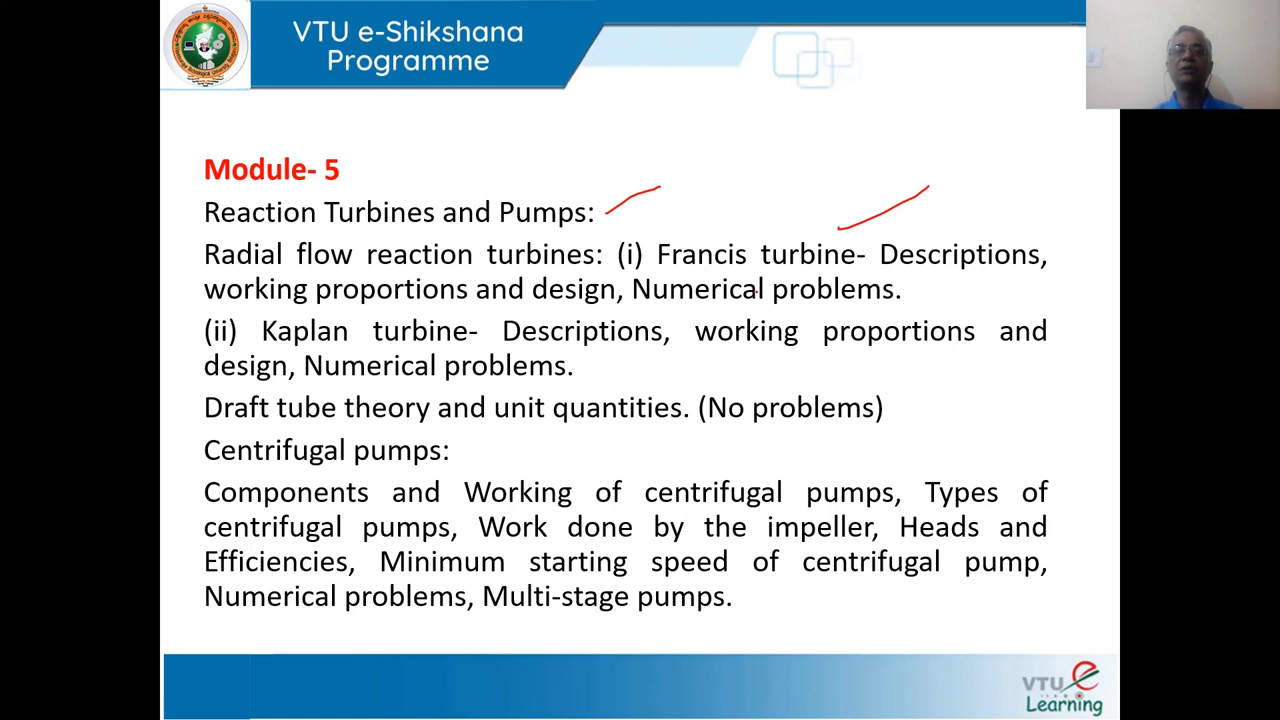 VTU e-Shikshana
Programme
Module- 5
Reaction Turbines and Pumps:
Radial flow reaction turbines: (i) Francis turbine- Descriptions,
working proportions and design, Numerical problems.
(ii) Kaplan turbine- Descriptions, working proportions and
design, Numerical problems.
Draft tube theory and unit quantities. (No problems)
Centrifugal pumps:
Components and Working of centrifugal pumps, Types of
centrifugal pumps, Work done by the impeller, Heads and
Efficiencies, Minimum starting speed of centrifugal pump,
Numerical problems, Multi-stage pumps.
VTU e
Learning